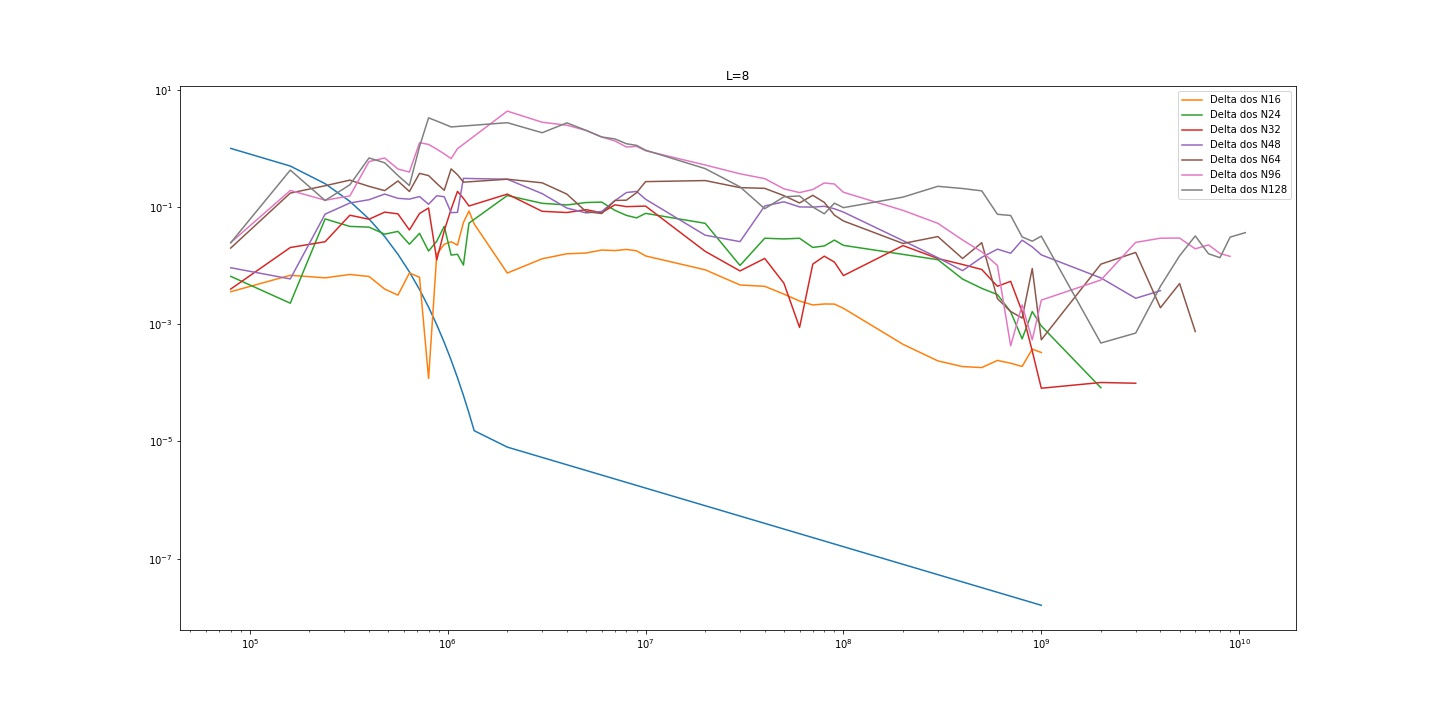 L=8
10¹
10⁻¹
10⁻³
10⁻⁵
10⁻⁷
10⁵ 10⁶ 10⁷ 10⁸ 10⁹ 10¹⁰
Delta dos N16
Delta dos N24
Delta dos N32
Delta dos N48
Delta dos N64
Delta dos N96
Delta dos N128